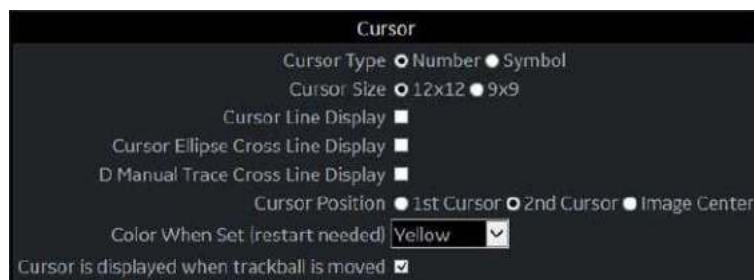 Cursor
Cursor Type Number Symbol
Cursor Size 12x12 9x9
Cursor Line Display
Cursor Ellipse Cross Line Display
D Manual Trace Cross Line Display
Cursor Position 1st Cursor 2nd Cursor Image Center
Color When Set (restart needed) Yellow
Cursor is displayed when trackball is moved